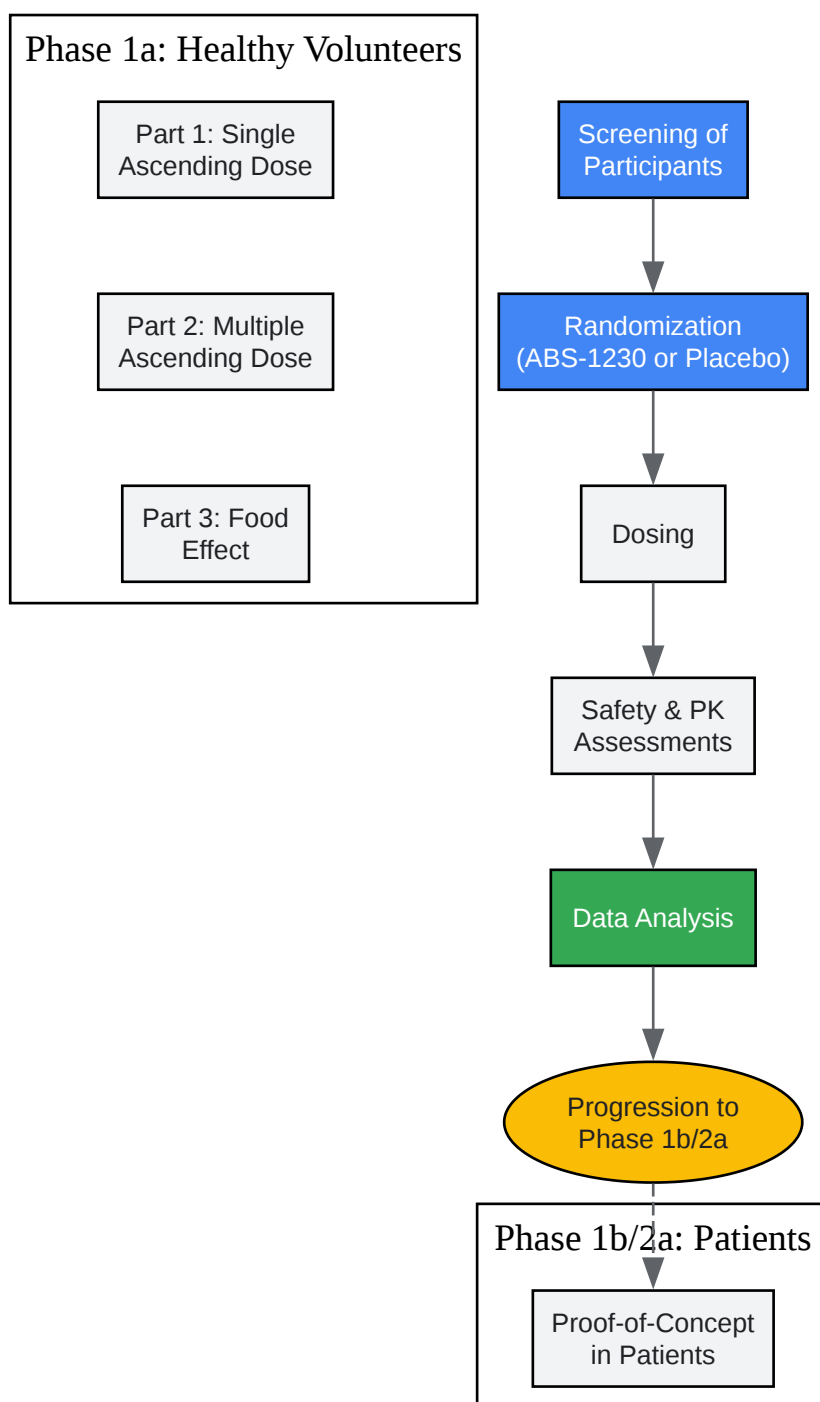 Phase 1a: Healthy Volunteers
Part 1: Single
Ascending Dose
Part 2: Multiple
Ascending Dose
Part 3: Food
Effect
Screening of
Participants
Randomization
(ABS-1230 or Placebo)
Dosing
Safety & PK
Assessments
Data Analysis
Progression to
Phase 1b/2a
Phase 1b/2a: Patients
Proof-of-Concept
in Patients